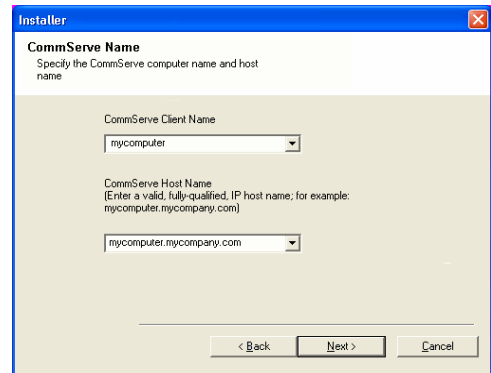 Installer
CommServe Name
Specify the CommServe computer name and host
name
CommServe Client Name
mycomputer
CommServe Host Name
(Enter a valid, fully-qualified, IP host name; for example:
mycomputer.mycompany.com)
mycomputer.mycompany.com
< Back
Next >
Cancel